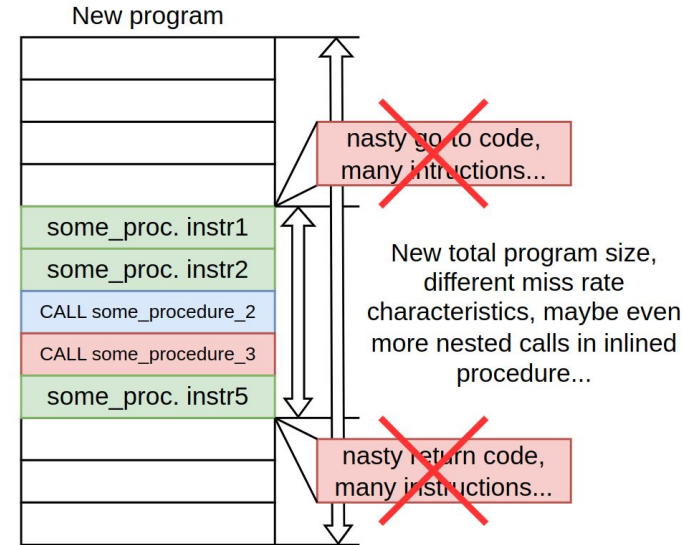 New program
nasty go to code,
many intructions...
some_proc. instr1
some_proc. instr2
CALL some_procedure_2
CALL some_procedure_3
some_proc. instr5
New total program size,
different miss rate
characteristics, maybe even
more nested calls in inlined
procedure...
nasty return code,
many instructions...